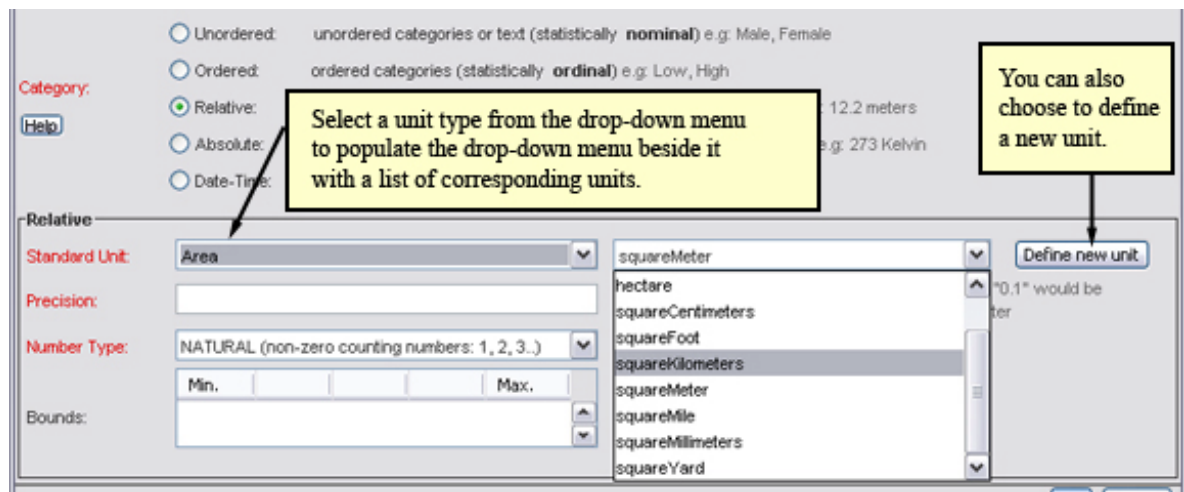 Unordered: unordered categories or text (statistically nominal) e.g: Male, Female
Ordered: ordered categories (statistically ordinal) e.g: Low, High
Category:
Help
Relative: 12.2 meters
Absolute: e.g: 273 Kelvin
Date-Time:
Select a unit type from the drop-down menu
to populate the drop-down menu beside it
with a list of corresponding units.
You can also
choose to define
a new unit.
Relative
Standard Unit: Area squareMeter Define new unit
Precision: "0.1" would be
Number Type: NATURAL (non-zero counting numbers: 1, 2, 3..)
Min. Max.
Bounds:
hectare
squareCentimeters
squareFoot
squareKilometers
squareMeter
squareMile
squareMillimeters
squareYard